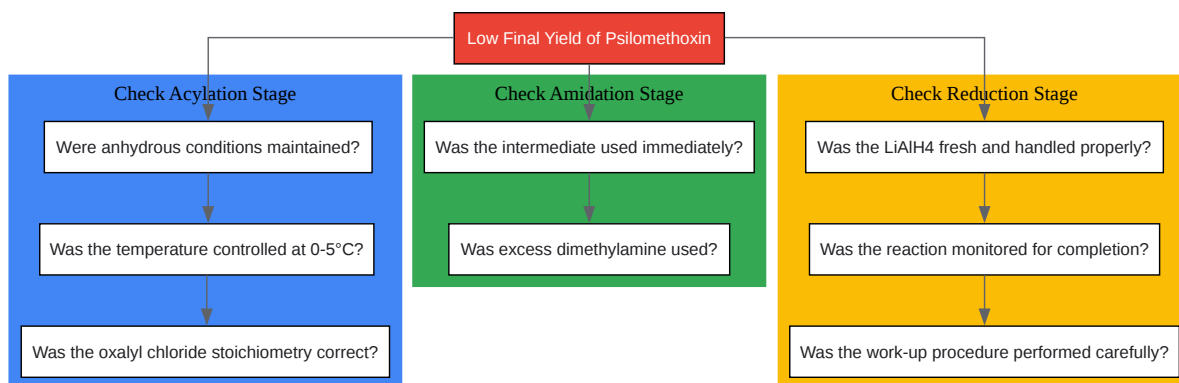 Low Final Yield of Psilomethoxin
Check Acylation Stage
Were anhydrous conditions maintained?
Was the temperature controlled at 0-5°C?
Was the oxalyl chloride stoichiometry correct?
Check Amidation Stage
Was the intermediate used immediately?
Was excess dimethylamine used?
Check Reduction Stage
Was the LiAlH4 fresh and handled properly?
Was the reaction monitored for completion?
Was the work-up procedure performed carefully?